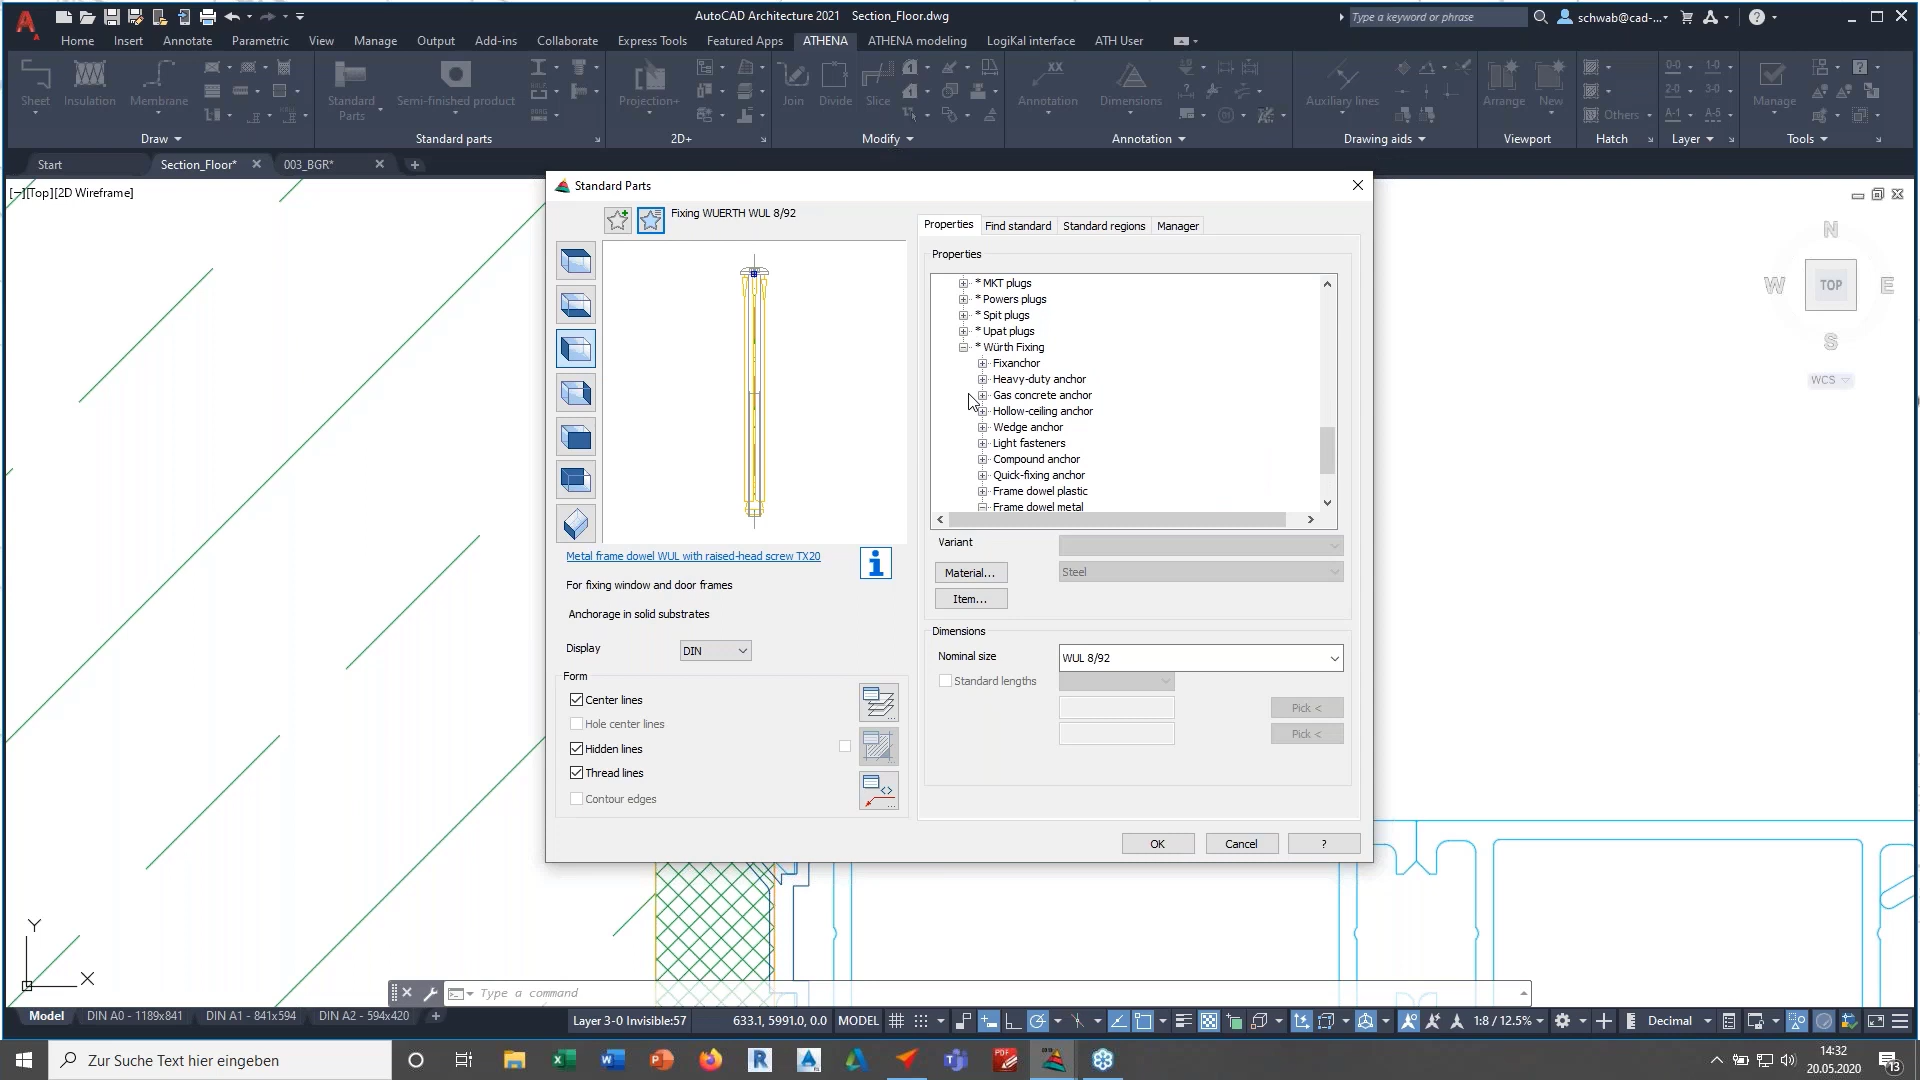 AutoCAD Architecture 2021 Section_Floor.dwg
Type a keyword or phrase
schwab@cad-...
Home Insert Annotate Parametric View Manage Output Add-ins Collaborate Express Tools Featured Apps ATHENA ATHENA modeling LogiKal interface ATH User
Sheet Insulation Membrane Standard Parts Semi-finished product Projection+ Join Divide Slice Annotation Dimensions Auxiliary lines Arrange New Others Manage
Draw Standard parts 2D+ Modify Annotation Drawing aids Viewport Hatch Layer Tools
Start Section_Floor* 003_BGR*
[−][Top][2D Wireframe]
Standard Parts
Fixing WUERTH WUL 8/92
Properties Find standard Standard regions Manager
Properties
* MKT plugs
* Powers plugs
* Spit plugs
* Upat plugs
* Würth Fixing
Fixanchor
Heavy-duty anchor
Gas concrete anchor
Hollow-ceiling anchor
Wedge anchor
Light fasteners
Compound anchor
Quick-fixing anchor
Frame dowel plastic
Frame dowel metal
Metal frame dowel WUL with raised-head screw TX20
For fixing window and door frames
Anchorage in solid substrates
Display DIN
Form
Center lines
Hole center lines
Hidden lines
Thread lines
Contour edges
Variant
Material... Steel
Item...
Dimensions
Nominal size WUL 8/92
Standard lengths
Pick <
Pick <
OK Cancel ?
N
W TOP E
S
WCS
Y
X
Type a command
Model DIN A0 - 1189x841 DIN A1 - 841x594 DIN A2 - 594x420 +
Layer 3-0 Invisible:57 633.1, 5991.0, 0.0 MODEL 1:8 / 12.5% Decimal
Zur Suche Text hier eingeben
14:32
20.05.2020
13